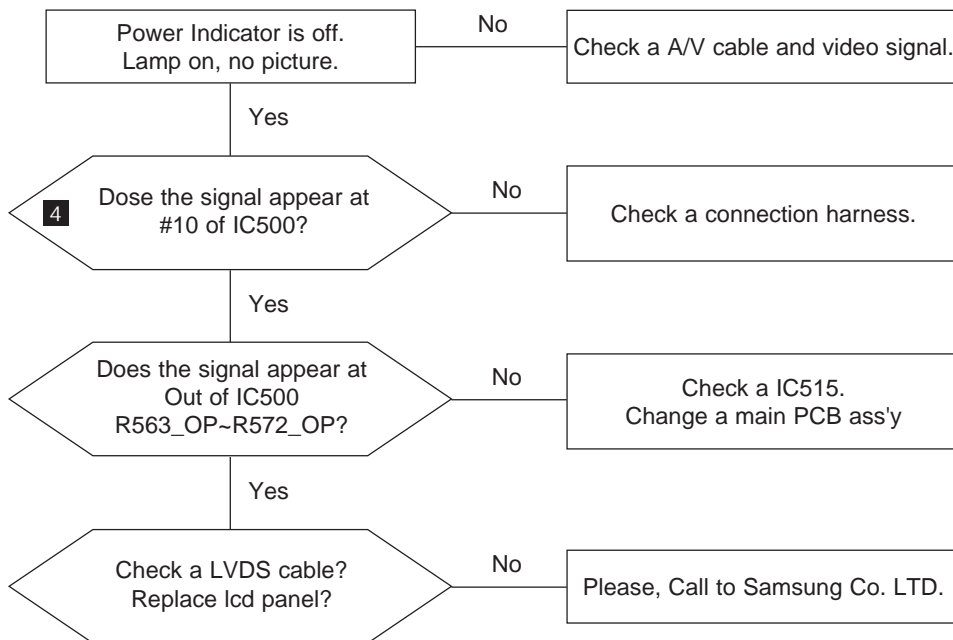 Power Indicator is off.
Lamp on, no picture.
No
Check a A/V cable and video signal.
Yes
4
Dose the signal appear at
#10 of IC500?
No
Check a connection harness.
Yes
Does the signal appear at
Out of IC500
R563_OP~R572_OP?
No
Check a IC515.
Change a main PCB ass'y
Yes
Check a LVDS cable?
Replace lcd panel?
No
Please, Call to Samsung Co. LTD.